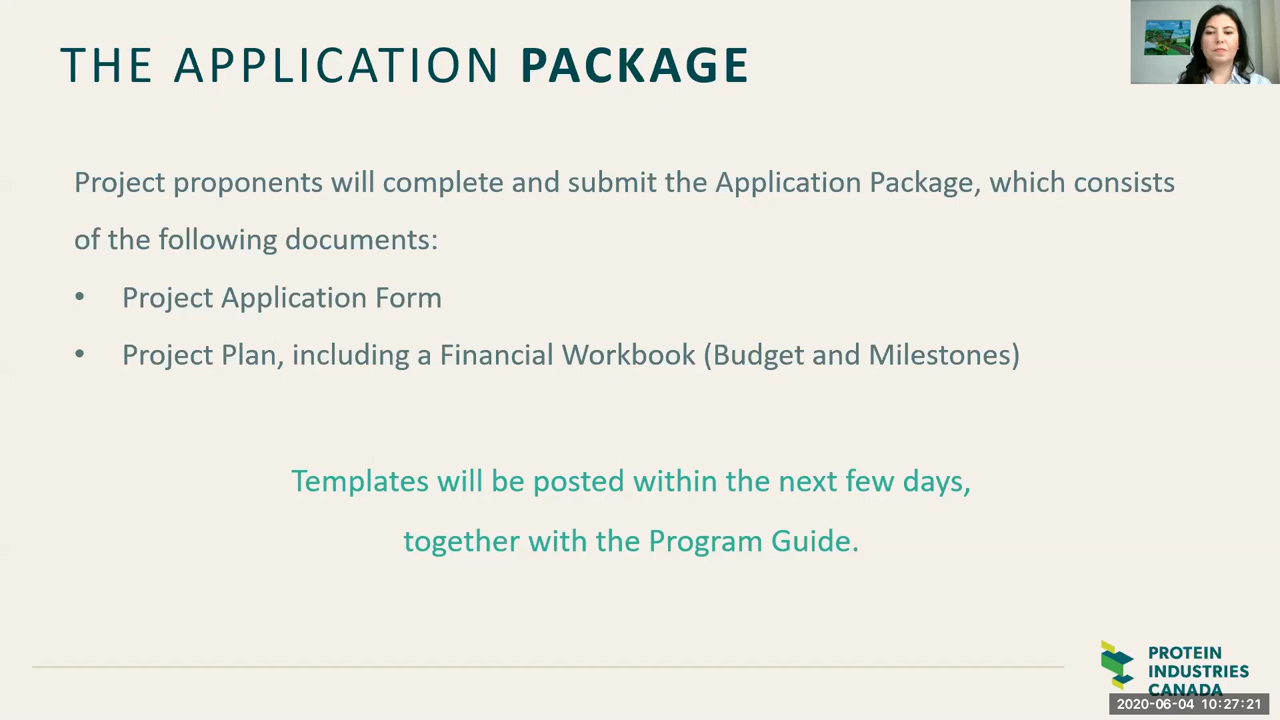 THE APPLICATION PACKAGE
Project proponents will complete and submit the Application Package, which consists
of the following documents:
• Project Application Form
• Project Plan, including a Financial Workbook (Budget and Milestones)
Templates will be posted within the next few days,
together with the Program Guide.
PROTEIN
INDUSTRIES
CANADA
2020-06-04 10:27:21